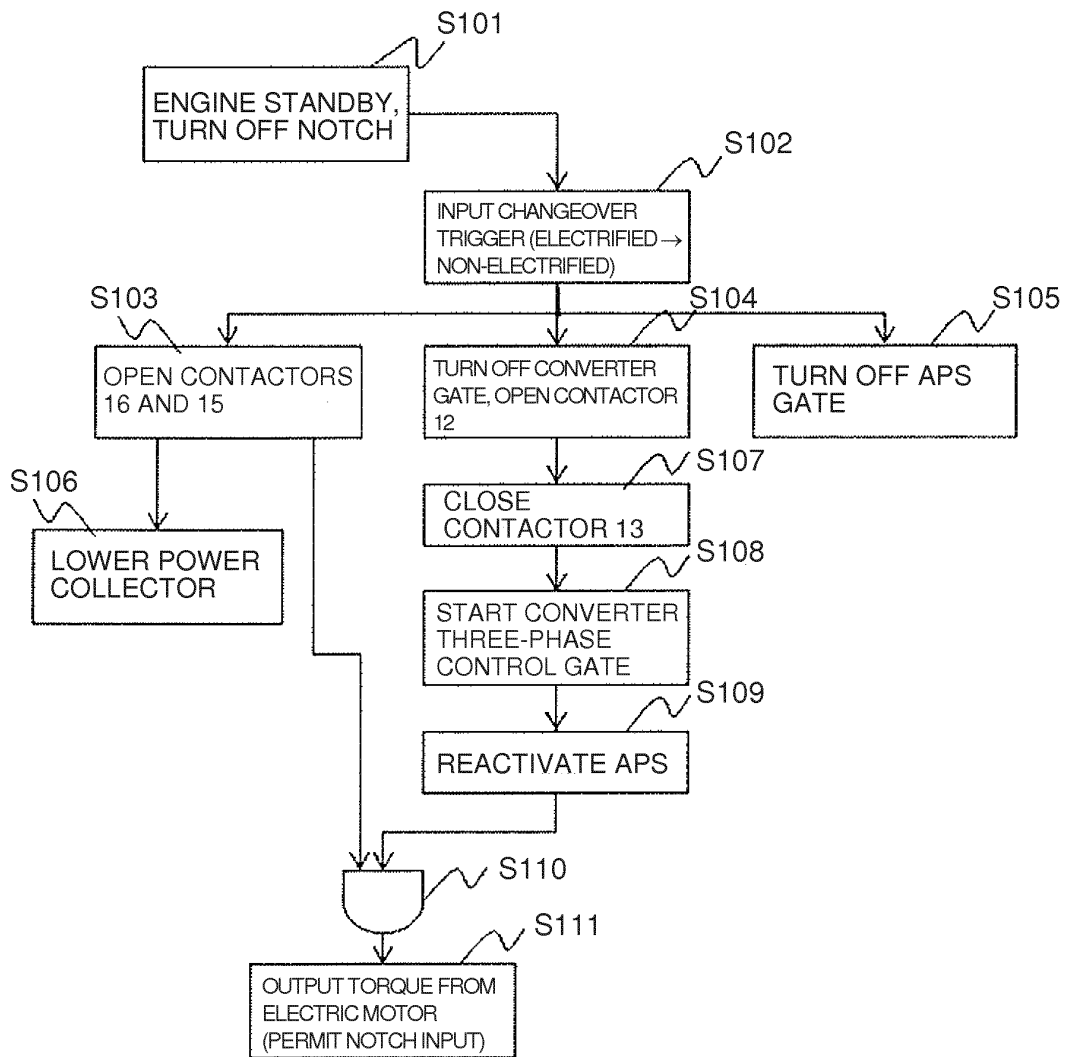 S101
ENGINE STANDBY,
TURN OFF NOTCH
S102
INPUT CHANGEOVER
TRIGGER (ELECTRIFIED →
NON-ELECTRIFIED)
S103
OPEN CONTACTORS
16 AND 15
S104
TURN OFF CONVERTER
GATE, OPEN CONTACTOR
12
S105
TURN OFF APS
GATE
S106
LOWER POWER
COLLECTOR
S107
CLOSE
CONTACTOR 13
S108
START CONVERTER
THREE-PHASE
CONTROL GATE
S109
REACTIVATE APS
S110
S111
OUTPUT TORQUE FROM
ELECTRIC MOTOR
(PERMIT NOTCH INPUT)